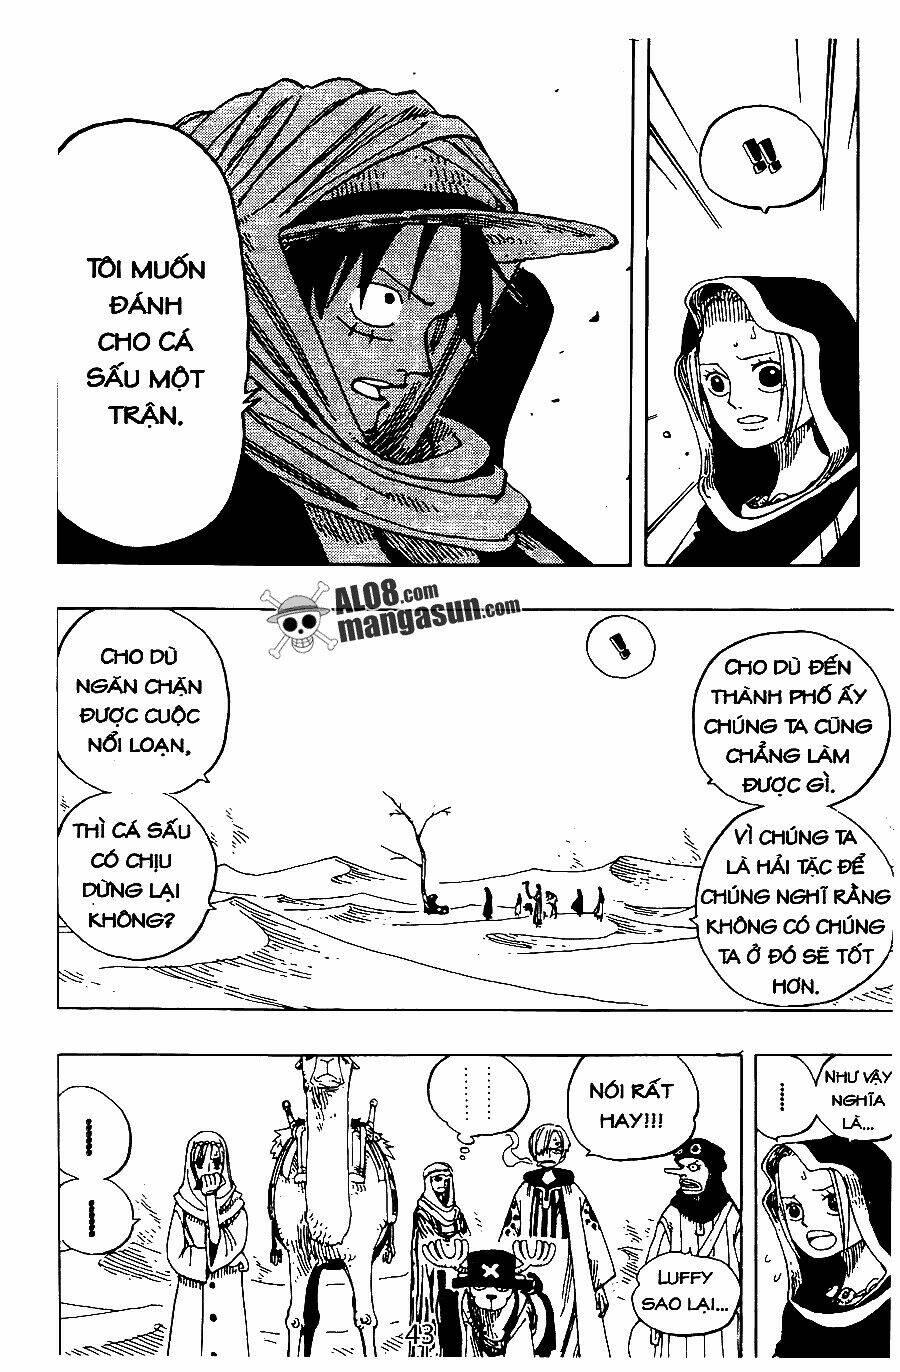 TÔI MUỐN
ĐÁNH
CHO CÁ
SẤU MỘT
TRẬN.
!!
AL08.com
mangasun.com
CHO DÙ
NGĂN CHẶN
ĐƯỢC CUỘC
NỔI LOẠN,
THÌ CÁ SẤU
CÓ CHỊU
DỪNG LẠI
KHÔNG?
!
CHO DÙ ĐẾN
THÀNH PHỐ ẤY
CHÚNG TA CŨNG
CHẲNG LÀM
ĐƯỢC GÌ.
VÌ CHÚNG TA
LÀ HẢI TẶC ĐỂ
CHÚNG NGHĨ RẰNG
KHÔNG CÓ CHÚNG
TA Ở ĐÓ SẼ TỐT
HƠN.
......
......
......
NÓI RẤT
HAY!!!
LUFFY
SAO LẠI...
......
NHƯ VẬY
NGHĨA
LÀ...
43